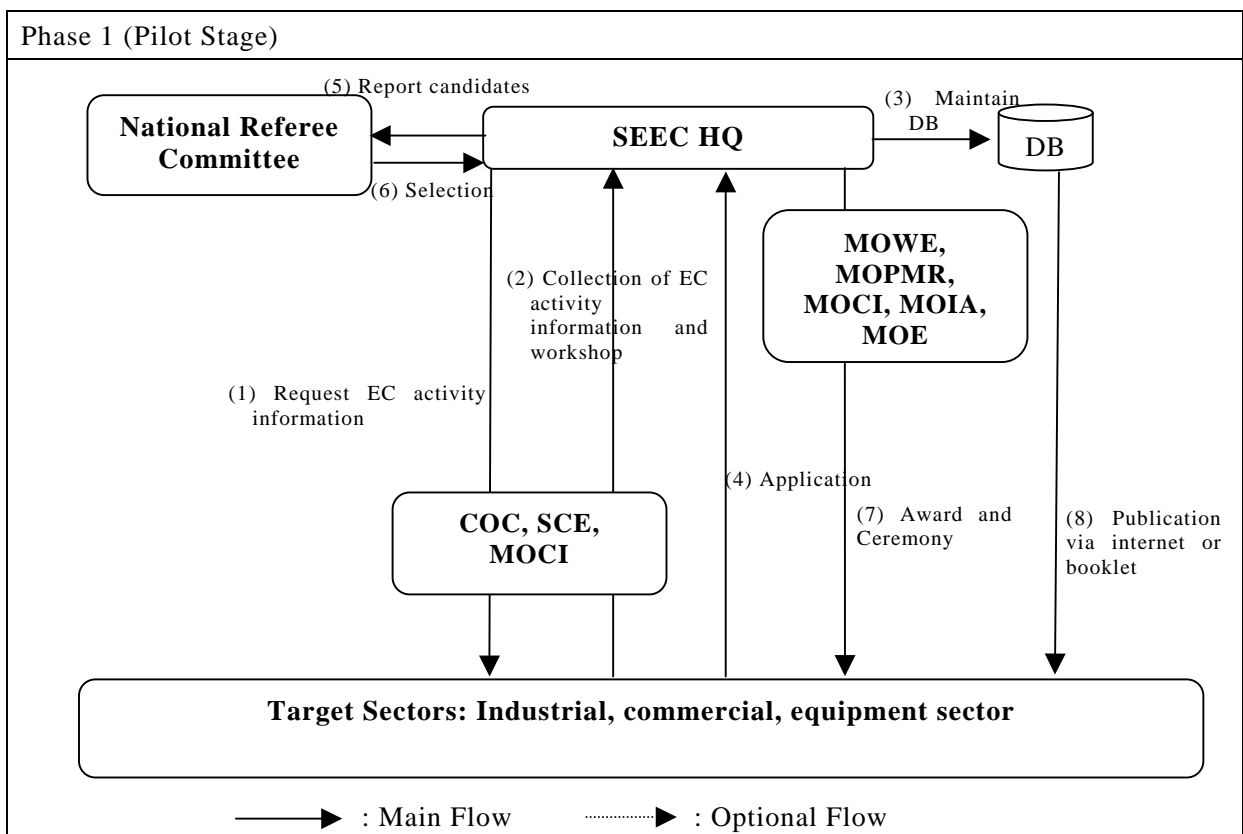 Phase 1 (Pilot Stage)
(5) Report candidates
National Referee
Committee
SEEC HQ
(3) Maintain
DB
DB
(6) Selection
MOWE,
MOPMR,
MOCI, MOIA,
MOE
(2) Collection of EC
activity
information and
workshop
(1) Request EC activity
information
(4) Application
COC, SCE,
MOCI
(7) Award and
Ceremony
(8) Publication
via internet or
booklet
Target Sectors: Industrial, commercial, equipment sector
: Main Flow
: Optional Flow